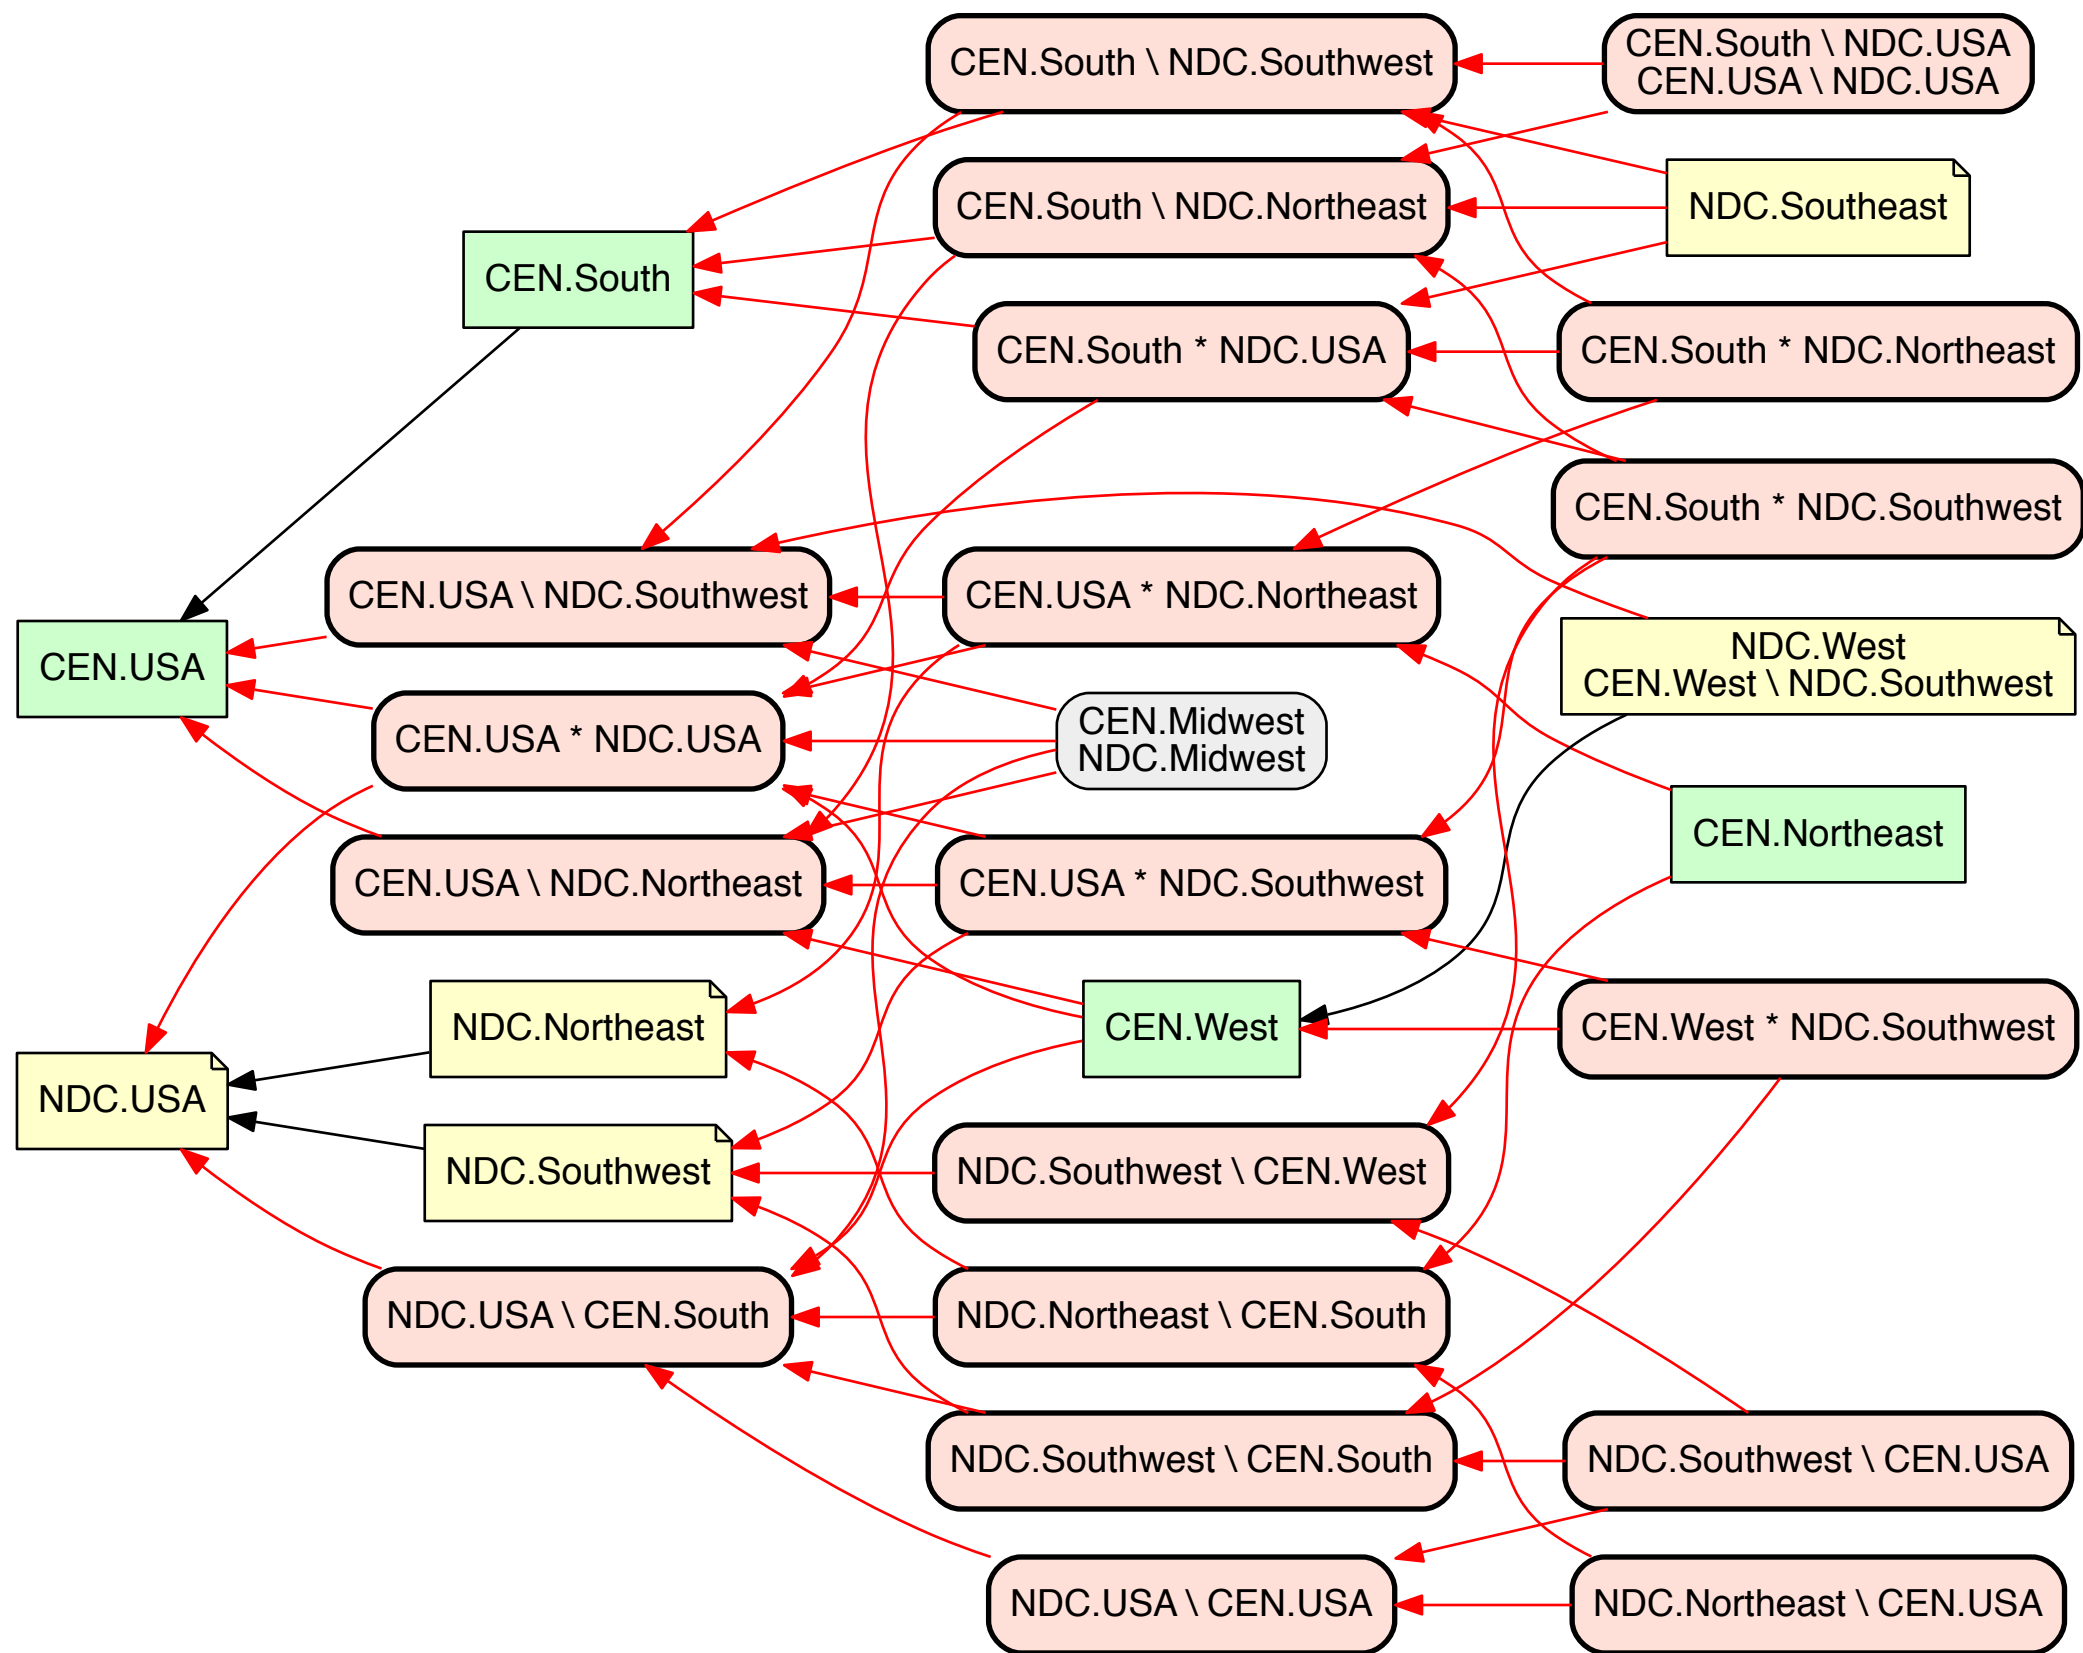 CEN.South \ NDC.Southwest
CEN.South \ NDC.USA
CEN.USA \ NDC.USA
CEN.South \ NDC.Northeast
NDC.Southeast
CEN.South
CEN.South * NDC.USA
CEN.South * NDC.Northeast
CEN.South * NDC.Southwest
CEN.USA \ NDC.Southwest
CEN.USA * NDC.Northeast
CEN.USA
NDC.West
CEN.West \ NDC.Southwest
CEN.USA * NDC.USA
CEN.Midwest
NDC.Midwest
CEN.Northeast
CEN.USA \ NDC.Northeast
CEN.USA * NDC.Southwest
NDC.Northeast
CEN.West
CEN.West * NDC.Southwest
NDC.USA
NDC.Southwest
NDC.Southwest \ CEN.West
NDC.USA \ CEN.South
NDC.Northeast \ CEN.South
NDC.Southwest \ CEN.South
NDC.Southwest \ CEN.USA
NDC.USA \ CEN.USA
NDC.Northeast \ CEN.USA